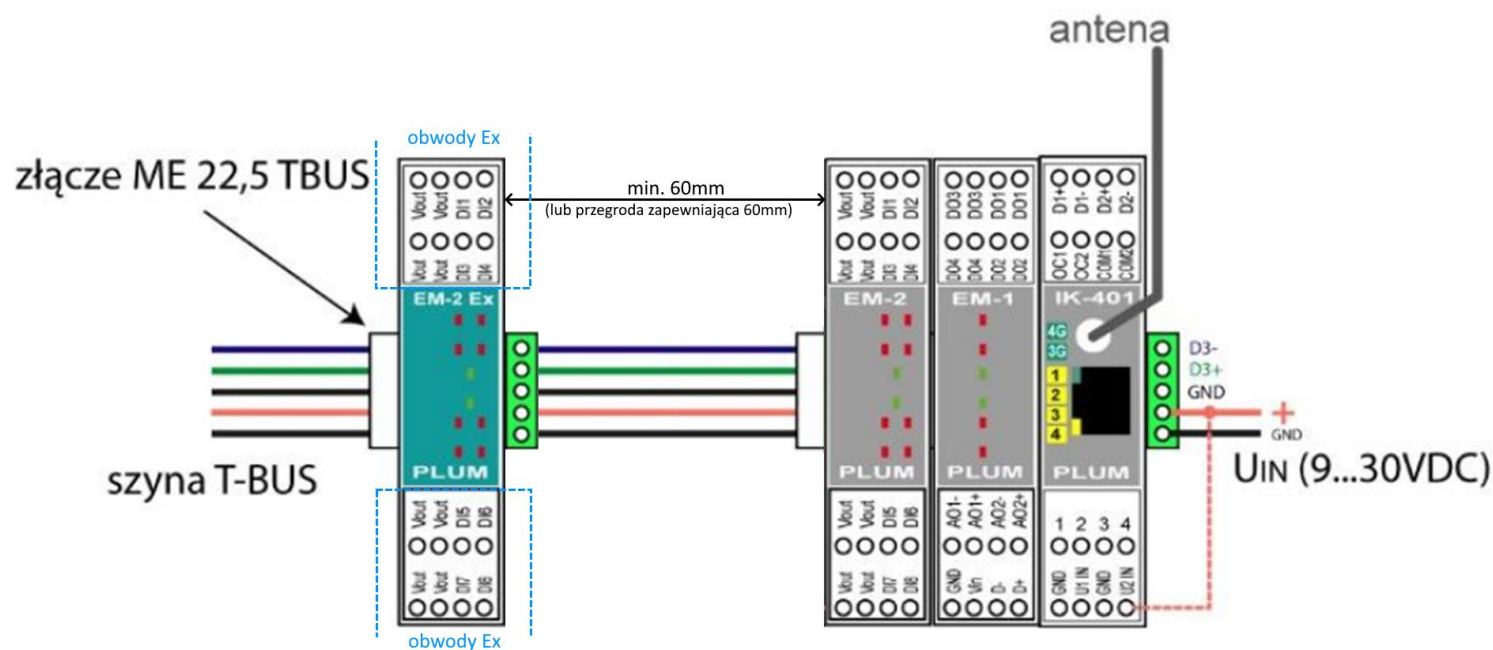 antena
złącze ME 22,5 TBUS
obwody Ex
min. 60mm
(lub przegroda zapewniająca 60mm)
Vout Vout DI1 DI2
Vout Vout DI3 DI4
EM-2 Ex
PLUM
Vout Vout DI5 DI6
Vout Vout DI7 DI8
obwody Ex
szyna T-BUS
Vout Vout DI1 DI2
Vout Vout DI3 DI4
EM-2
PLUM
Vout Vout DI5 DI6
Vout Vout DI7 DI8
DO3 DO3 DO1 DO1
DO4 DO4 DO2 DO2
EM-1
PLUM
AO1- AO1+ AO2- AO2+
GND Vin D- D+
D1+ D1- D2+ D2-
OC1 OC2 COM1 COM2
IK-401
4G
3G
1
2
3
4
PLUM
1 2 3 4
GND U1 IN GND U2 IN
D3-
D3+
GND
+
GND
UIN (9...30VDC)